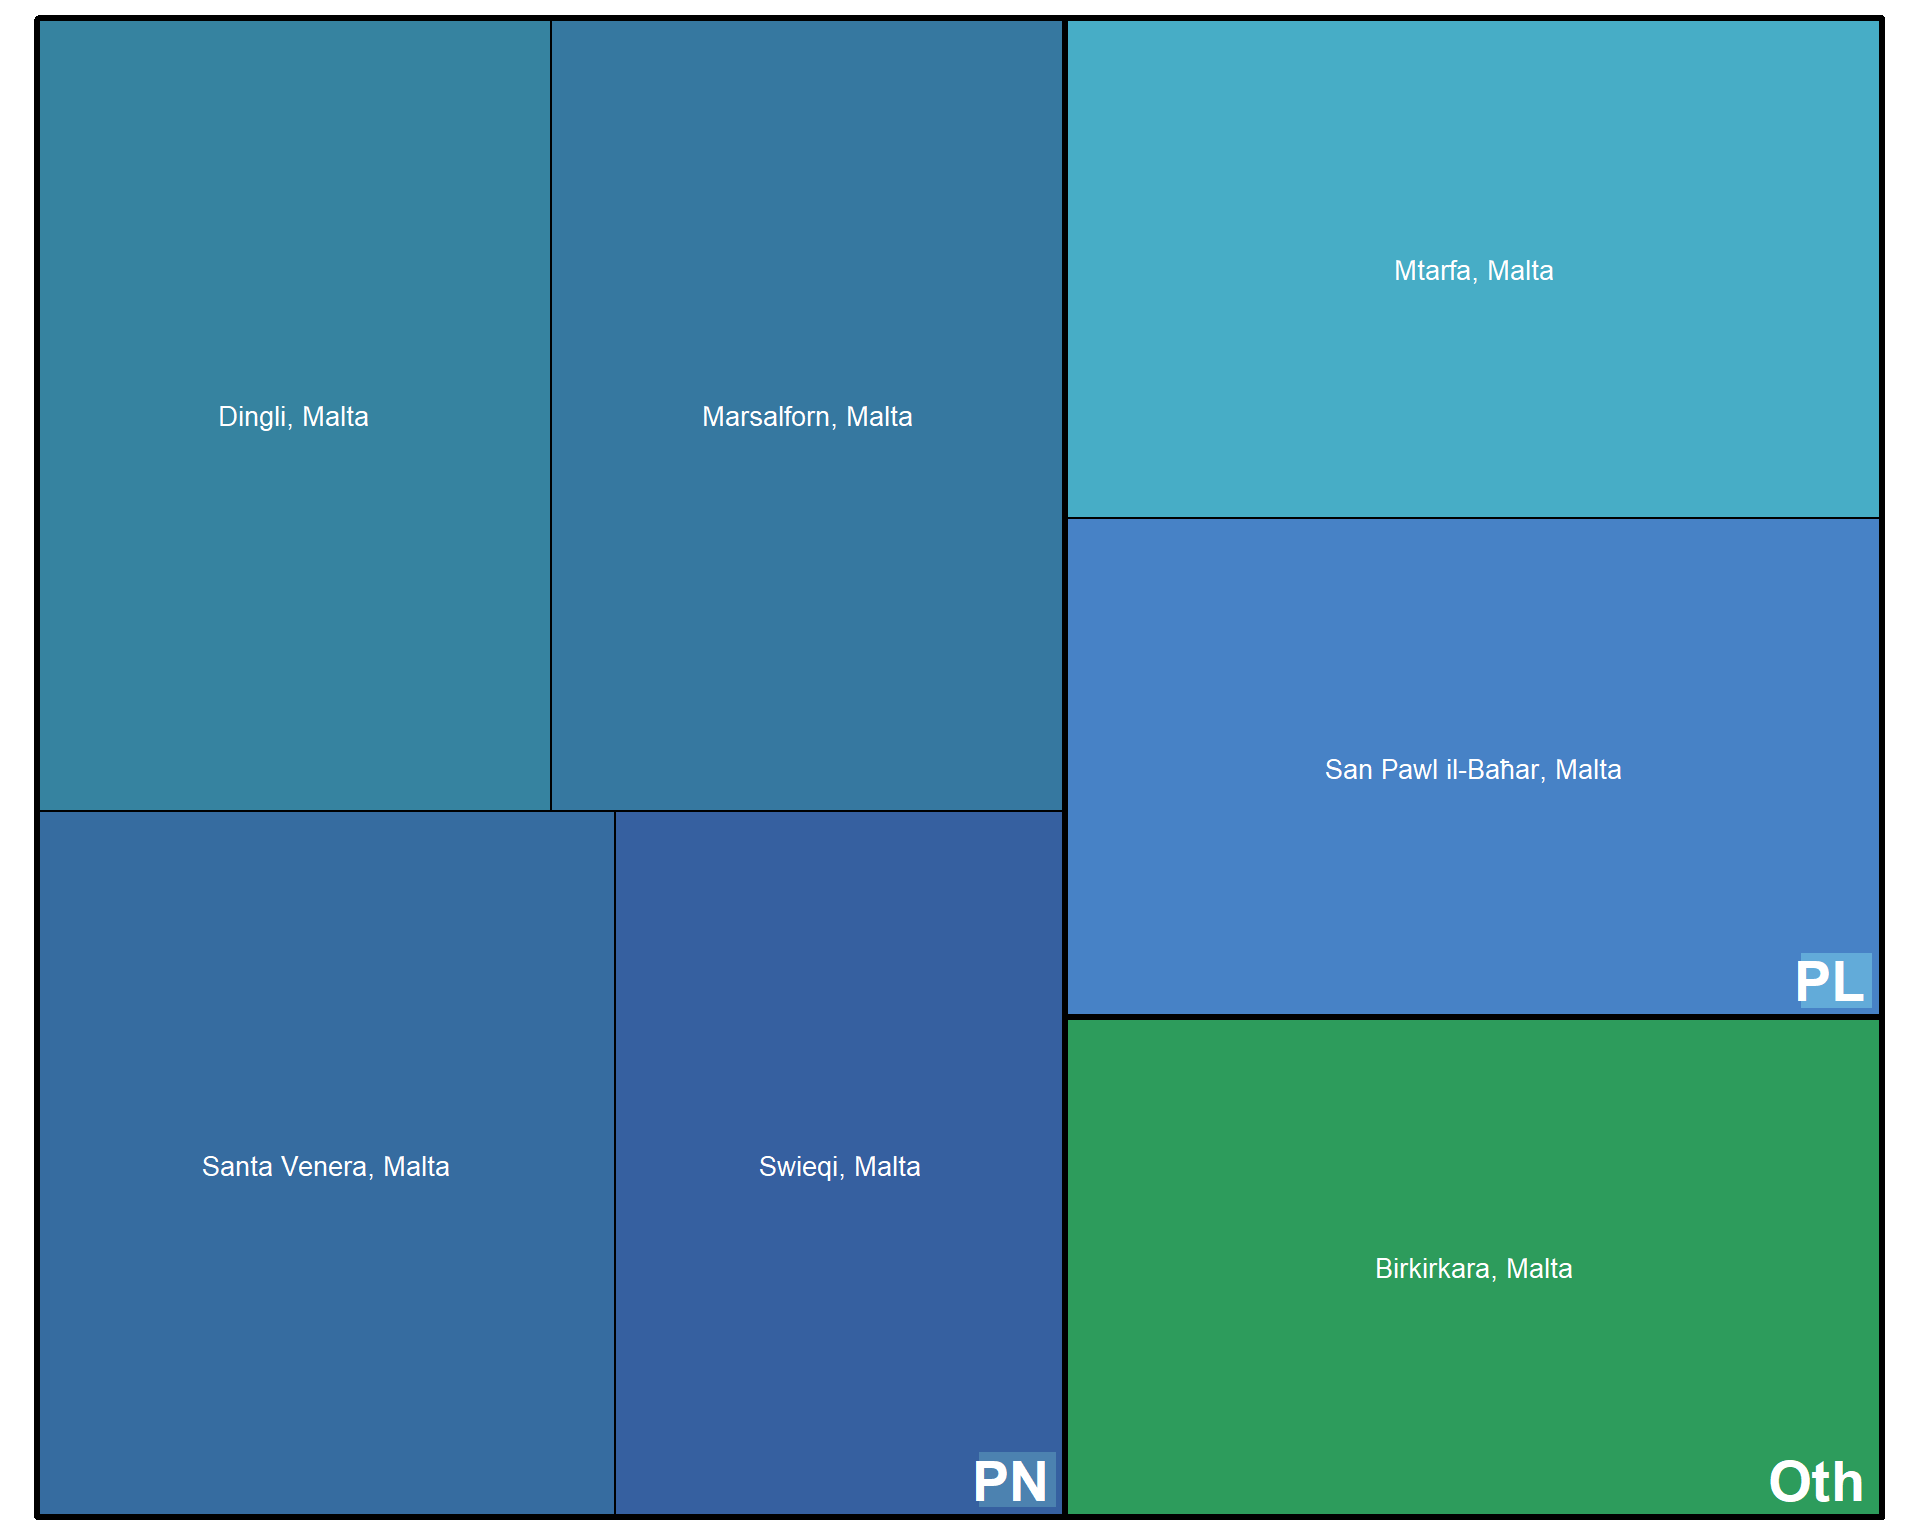 Dingli, Malta
Marsalforn, Malta
Santa Venera, Malta
Swieqi, Malta
PN
Mtarfa, Malta
San Pawl il-Baħar, Malta
PL
Birkirkara, Malta
Oth